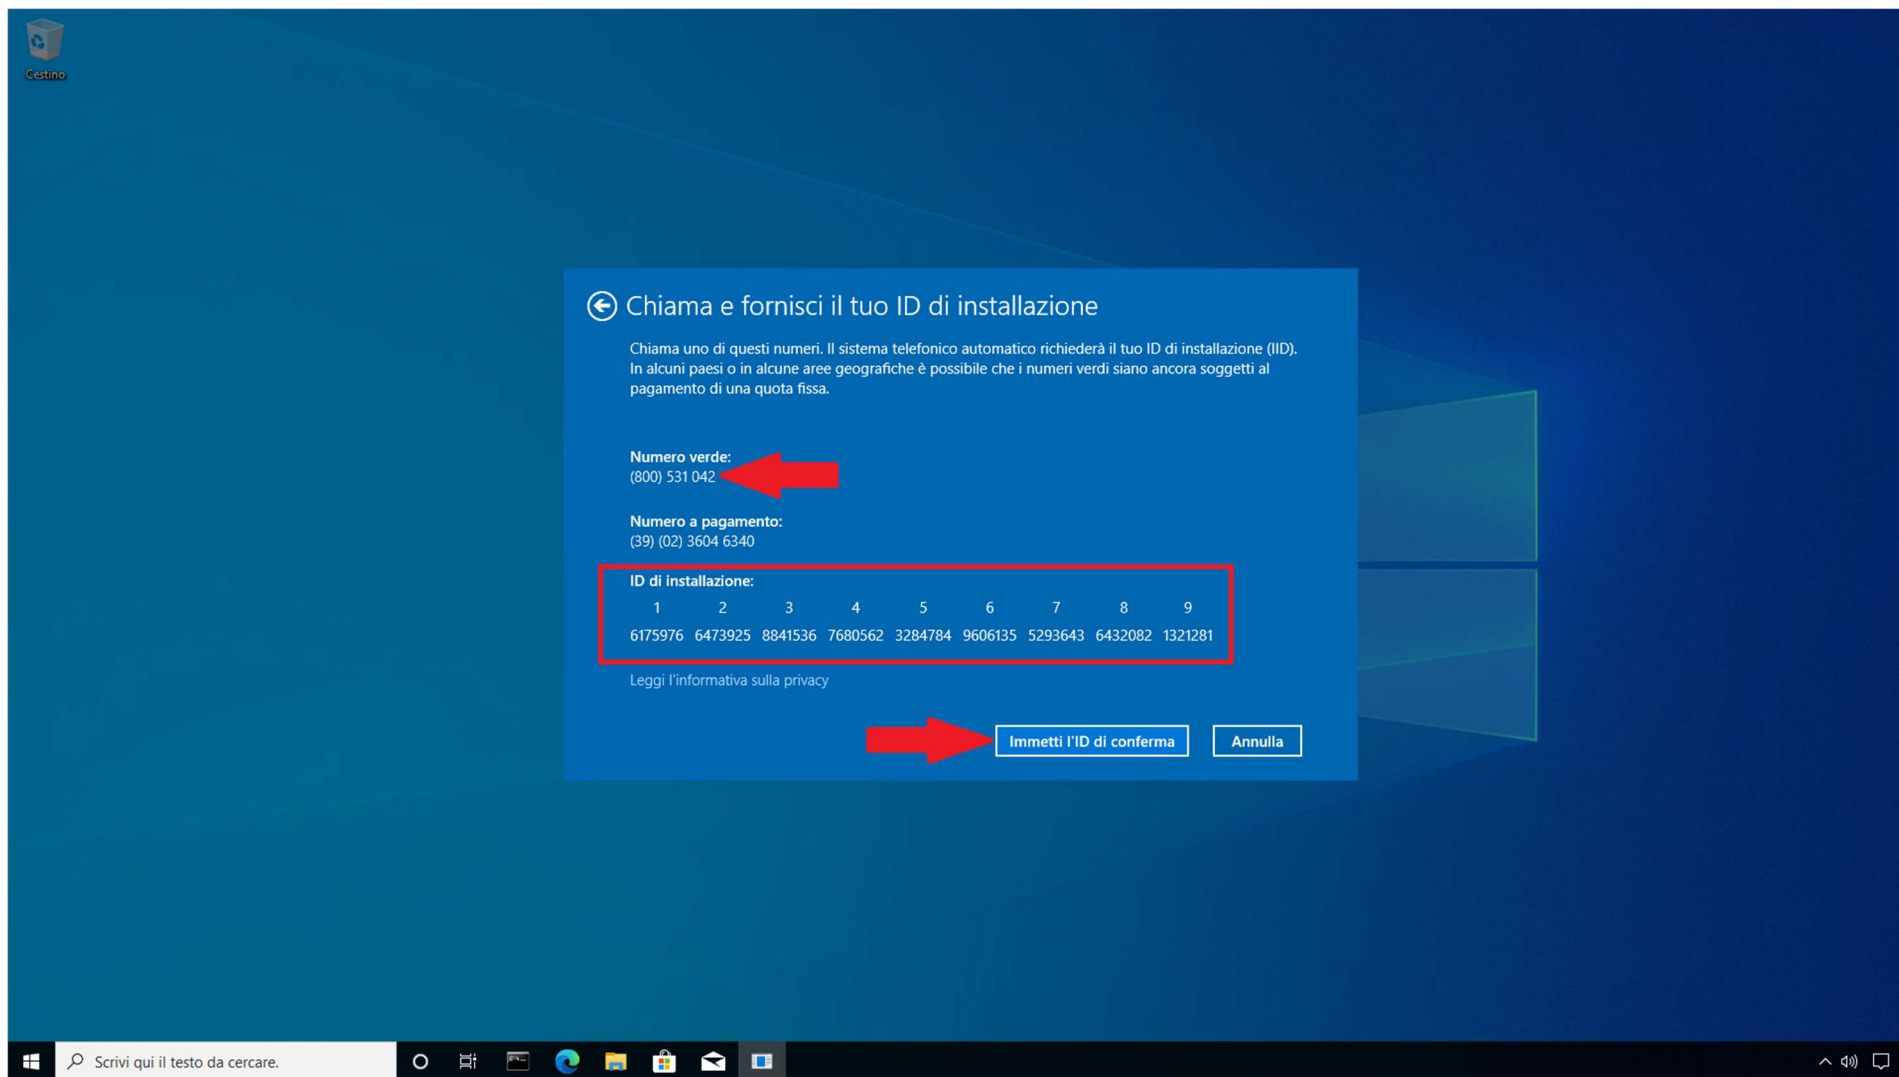 Cestino
Chiama e fornisci il tuo ID di installazione
Chiama uno di questi numeri. Il sistema telefonico automatico richiederà il tuo ID di installazione (IID).
In alcuni paesi o in alcune aree geografiche è possibile che i numeri verdi siano ancora soggetti al
pagamento di una quota fissa.
Numero verde:
(800) 531 042
Numero a pagamento:
(39) (02) 3604 6340
ID di installazione:
1 2 3 4 5 6 7 8 9
6175976 6473925 8841536 7680562 3284784 9606135 5293643 6432082 1321281
Leggi l'informativa sulla privacy
Immetti l'ID di conferma Annulla
Scrivi qui il testo da cercare.